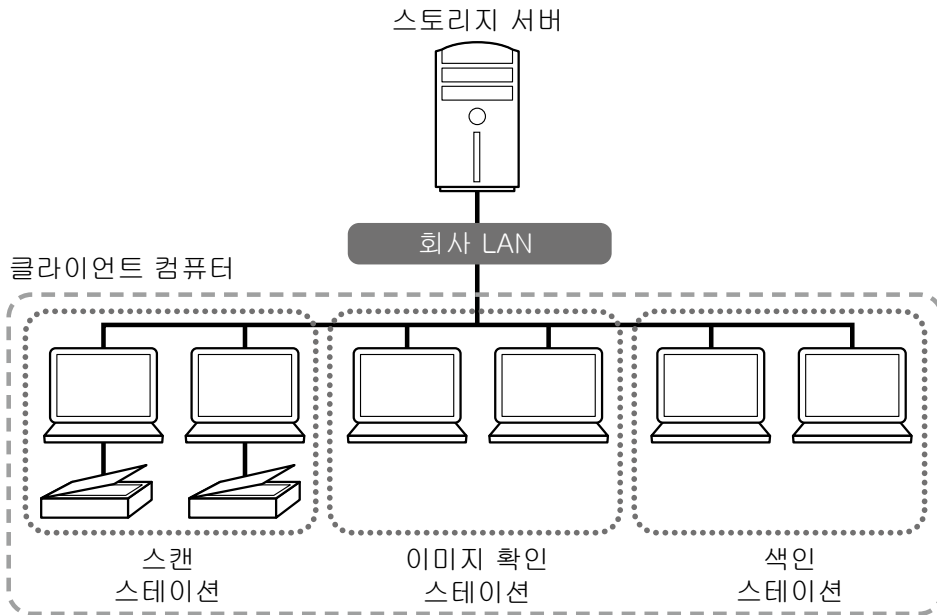 스토리지 서버
회사 LAN
클라이언트 컴퓨터
스캔
스테이션
이미지 확인
스테이션
색인
스테이션